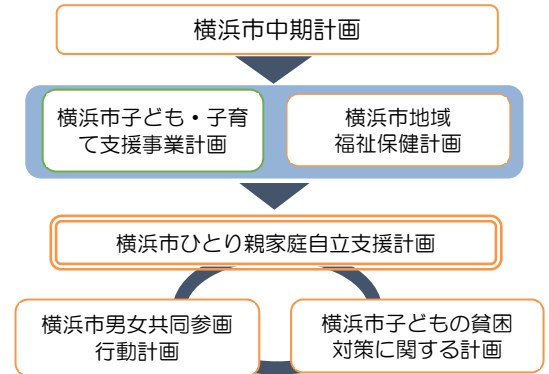 横浜市中期計画
横浜市子ども・子育
て支援事業計画
横浜市地域
福祉保健計画
横浜市ひとり親家庭自立支援計画
横浜市男女共同参画
行動計画
横浜市子どもの貧困
対策に関する計画